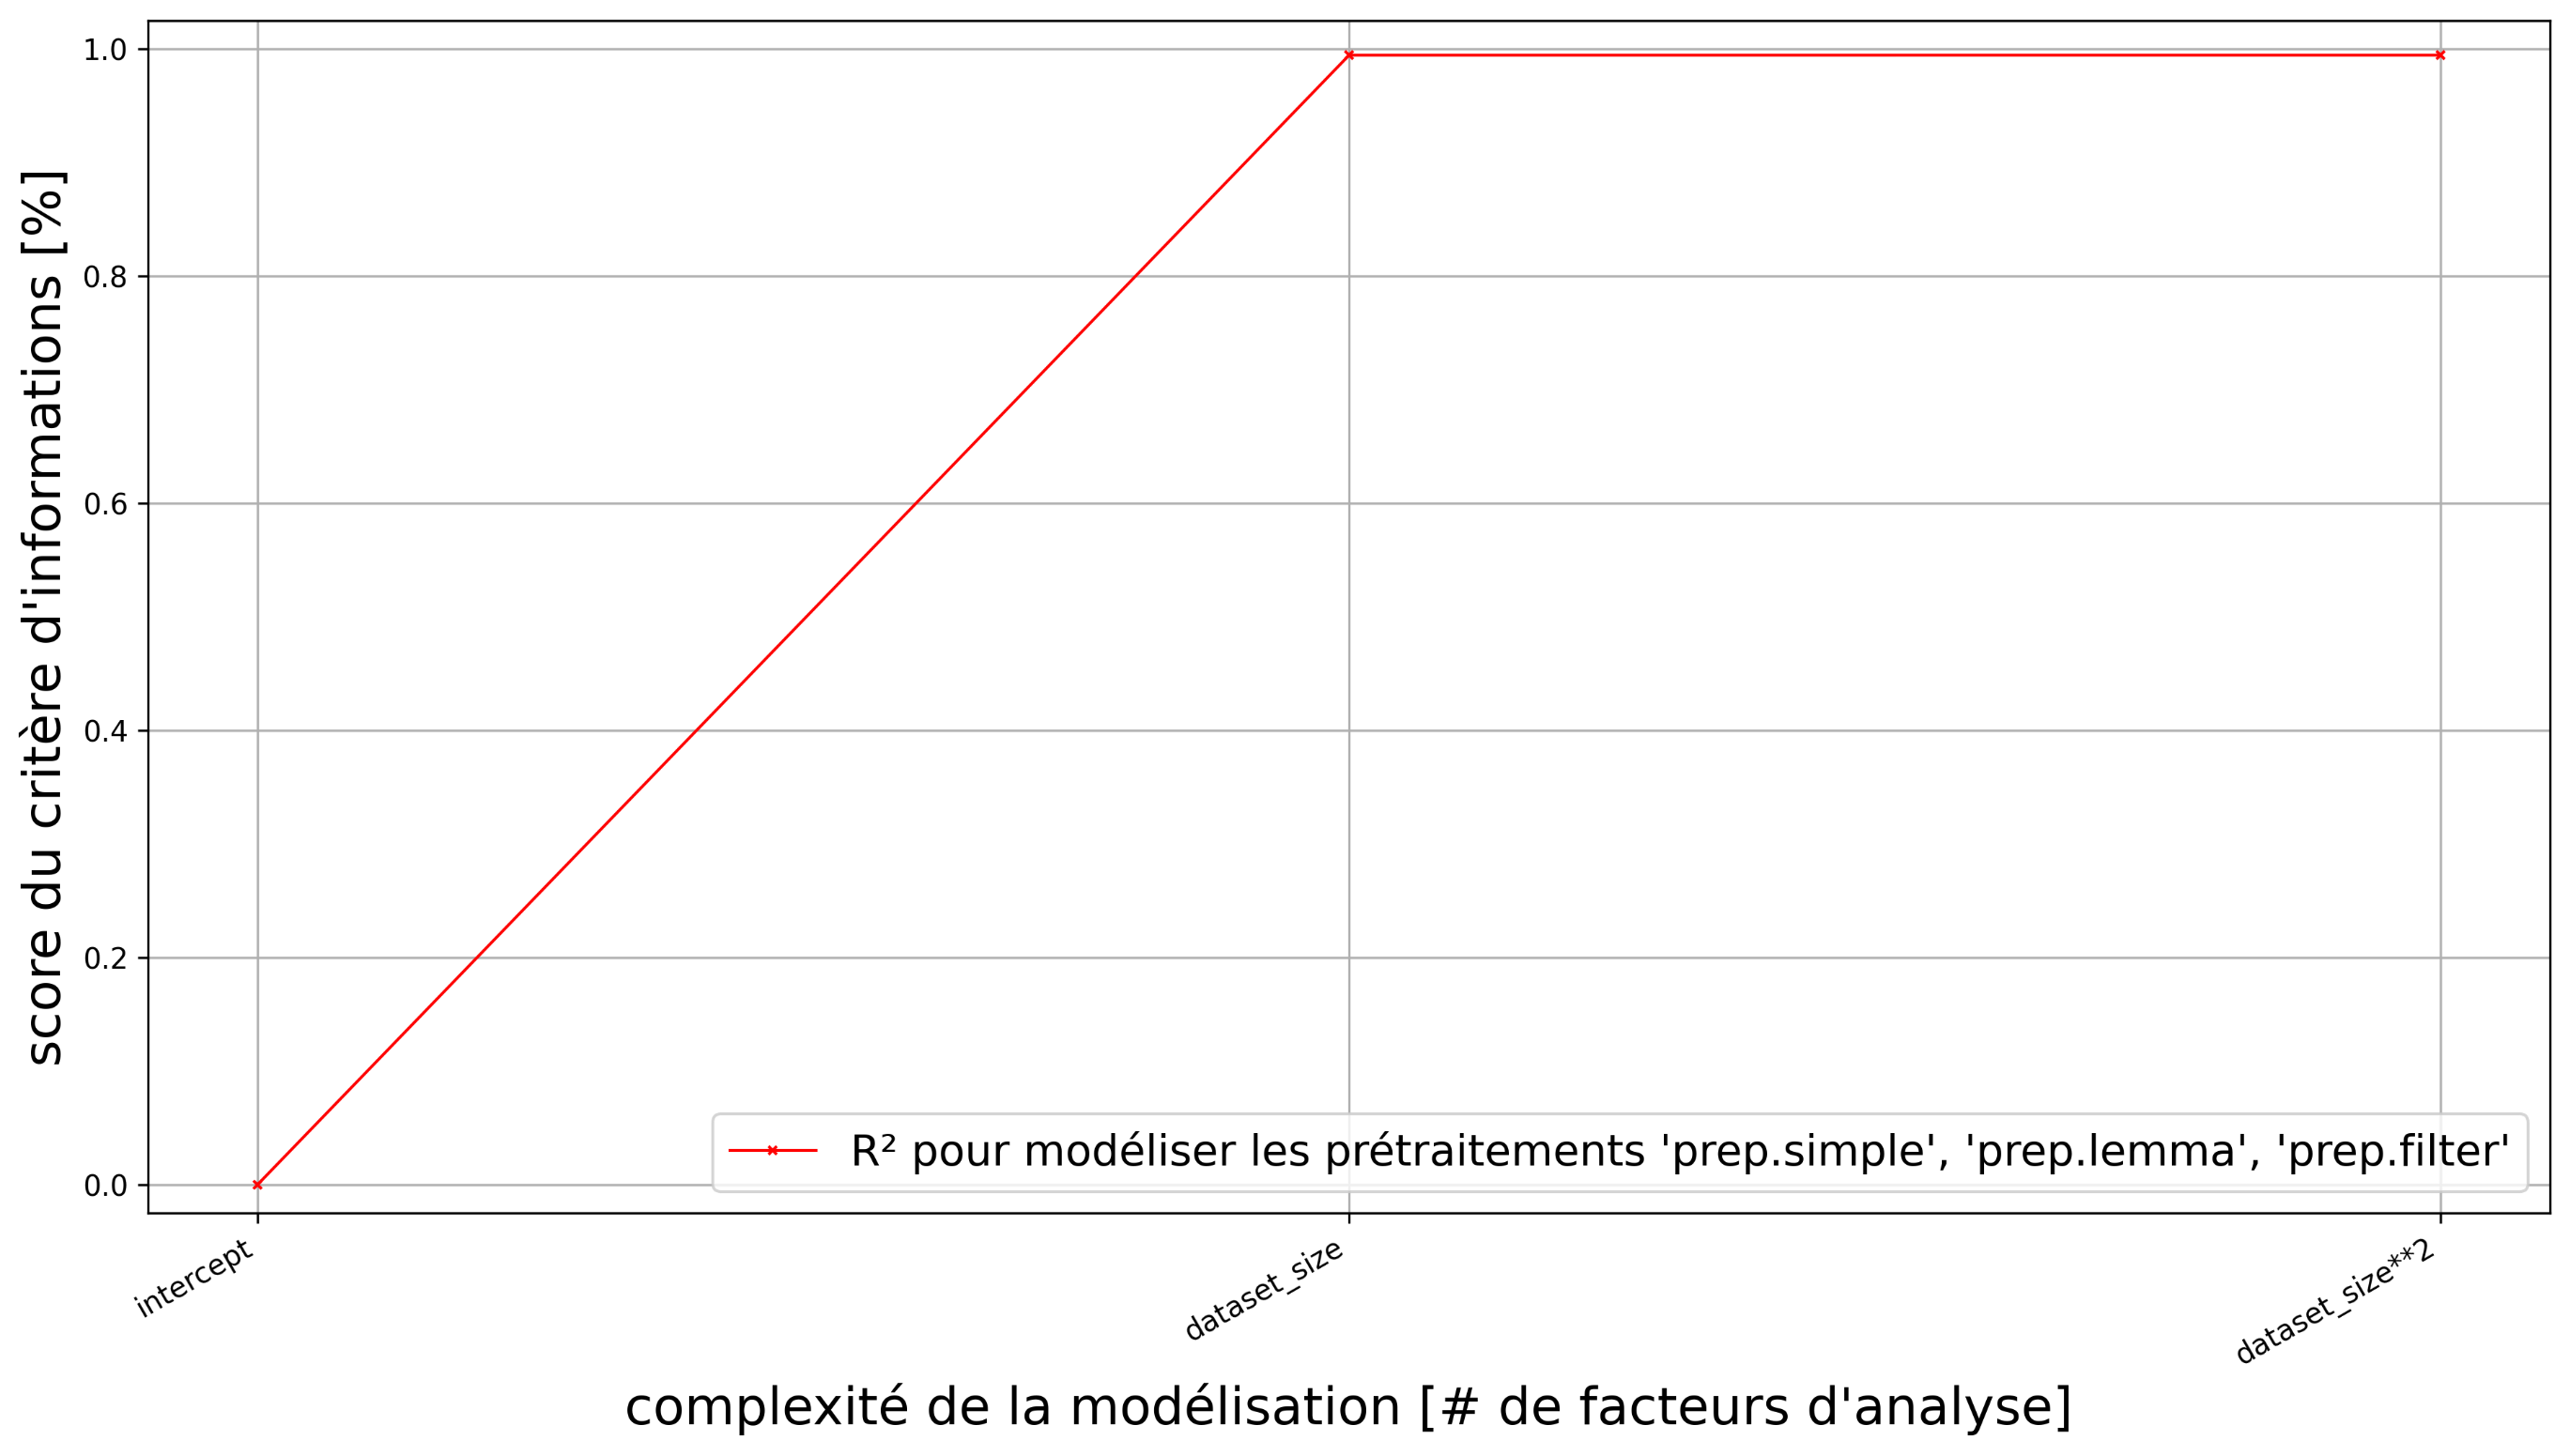 score du critère d'informations [%]
1.0
0.8
0.6
0.4
0.2
0.0
R² pour modéliser les prétraitements 'prep.simple', 'prep.lemma', 'prep.filter'
intercept
dataset_size
dataset_size**2
complexité de la modélisation [# de facteurs d'analyse]